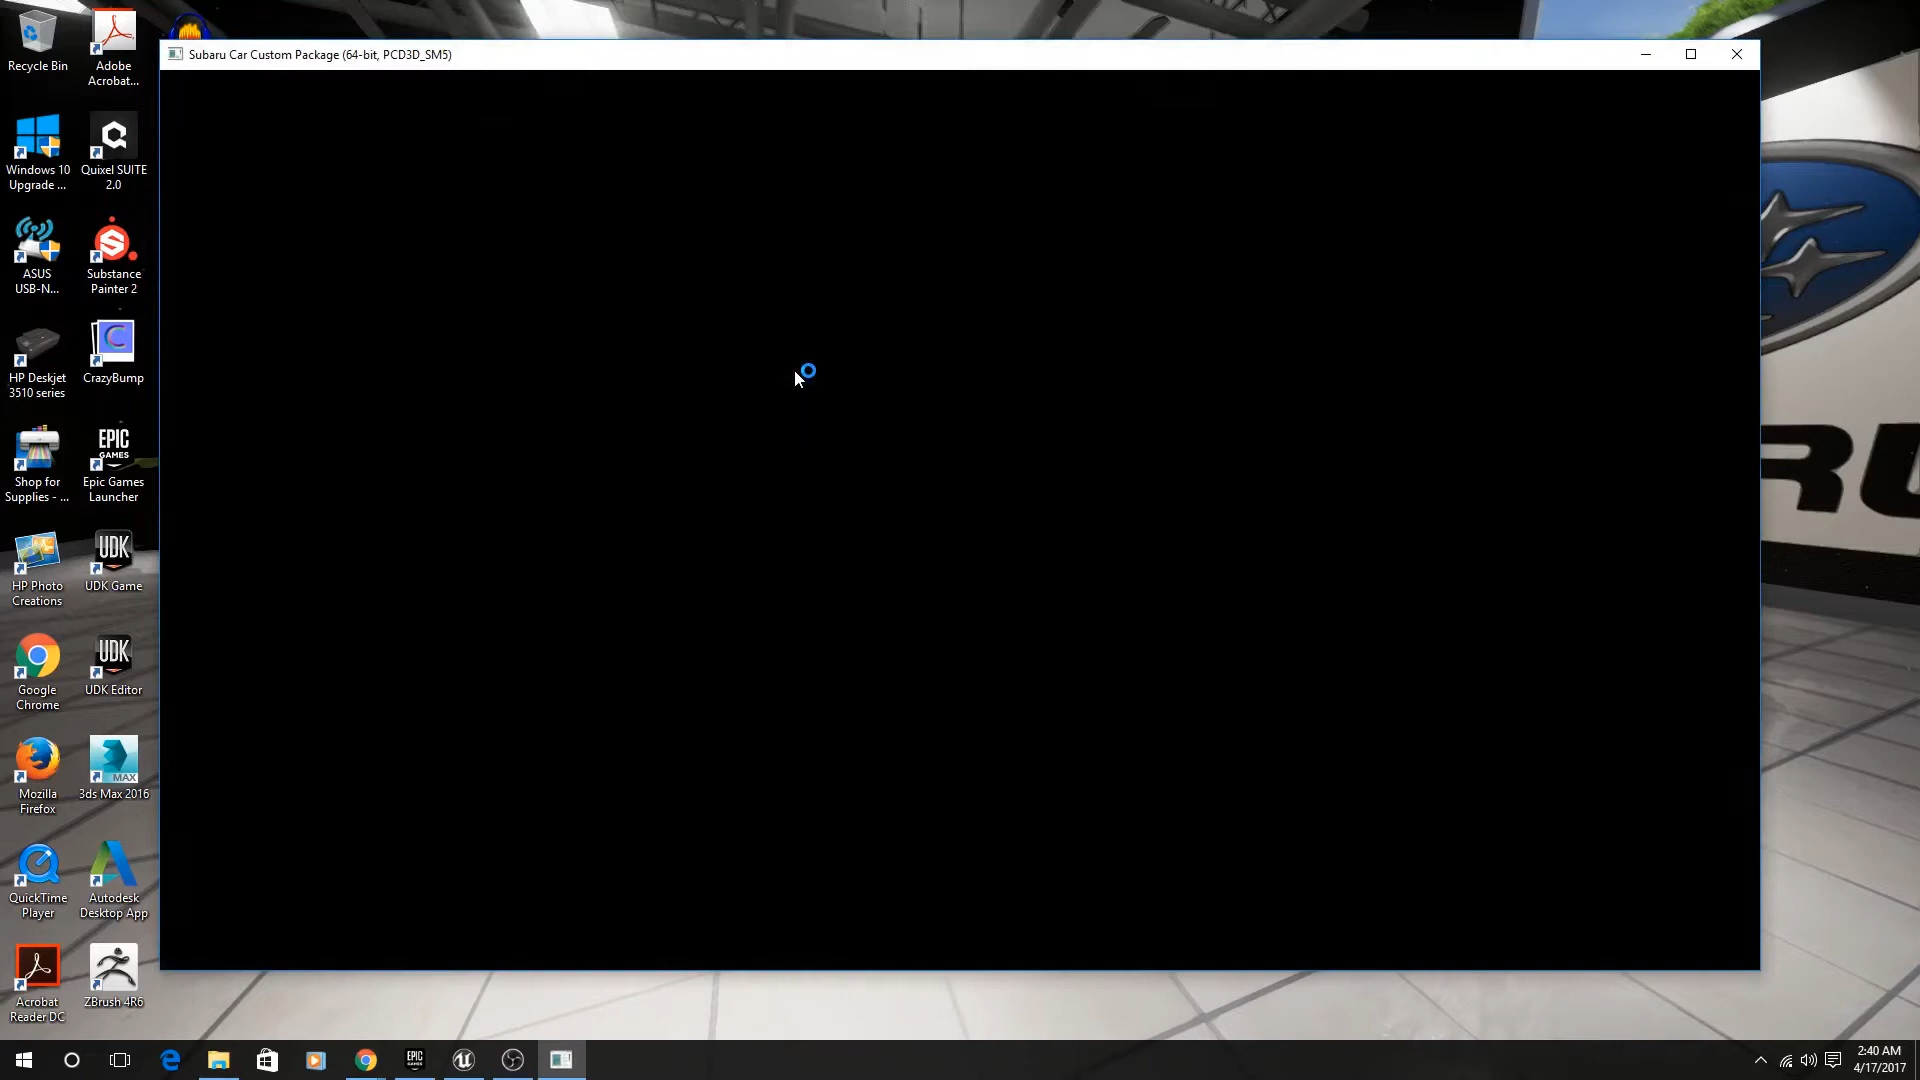 Subaru Car Custom Package (64-bit, PCD3D_SM5)
Recycle Bin
Adobe
Acrobat...
Windows 10
Upgrade ...
Quixel SUITE
2.0
ASUS
USB-N...
Substance
Painter 2
HP Deskjet
3510 series
CrazyBump
Shop for
Supplies - ...
EPIC
GAMES
Epic Games
Launcher
HP Photo
Creations
UDK
UDK Game
Google
Chrome
UDK
UDK Editor
Mozilla
Firefox
MAX
3ds Max 2016
QuickTime
Player
Autodesk
Desktop App
Acrobat
Reader DC
ZBrush 4R6
RU
EPIC
GAMES
2:40 AM
4/17/2017